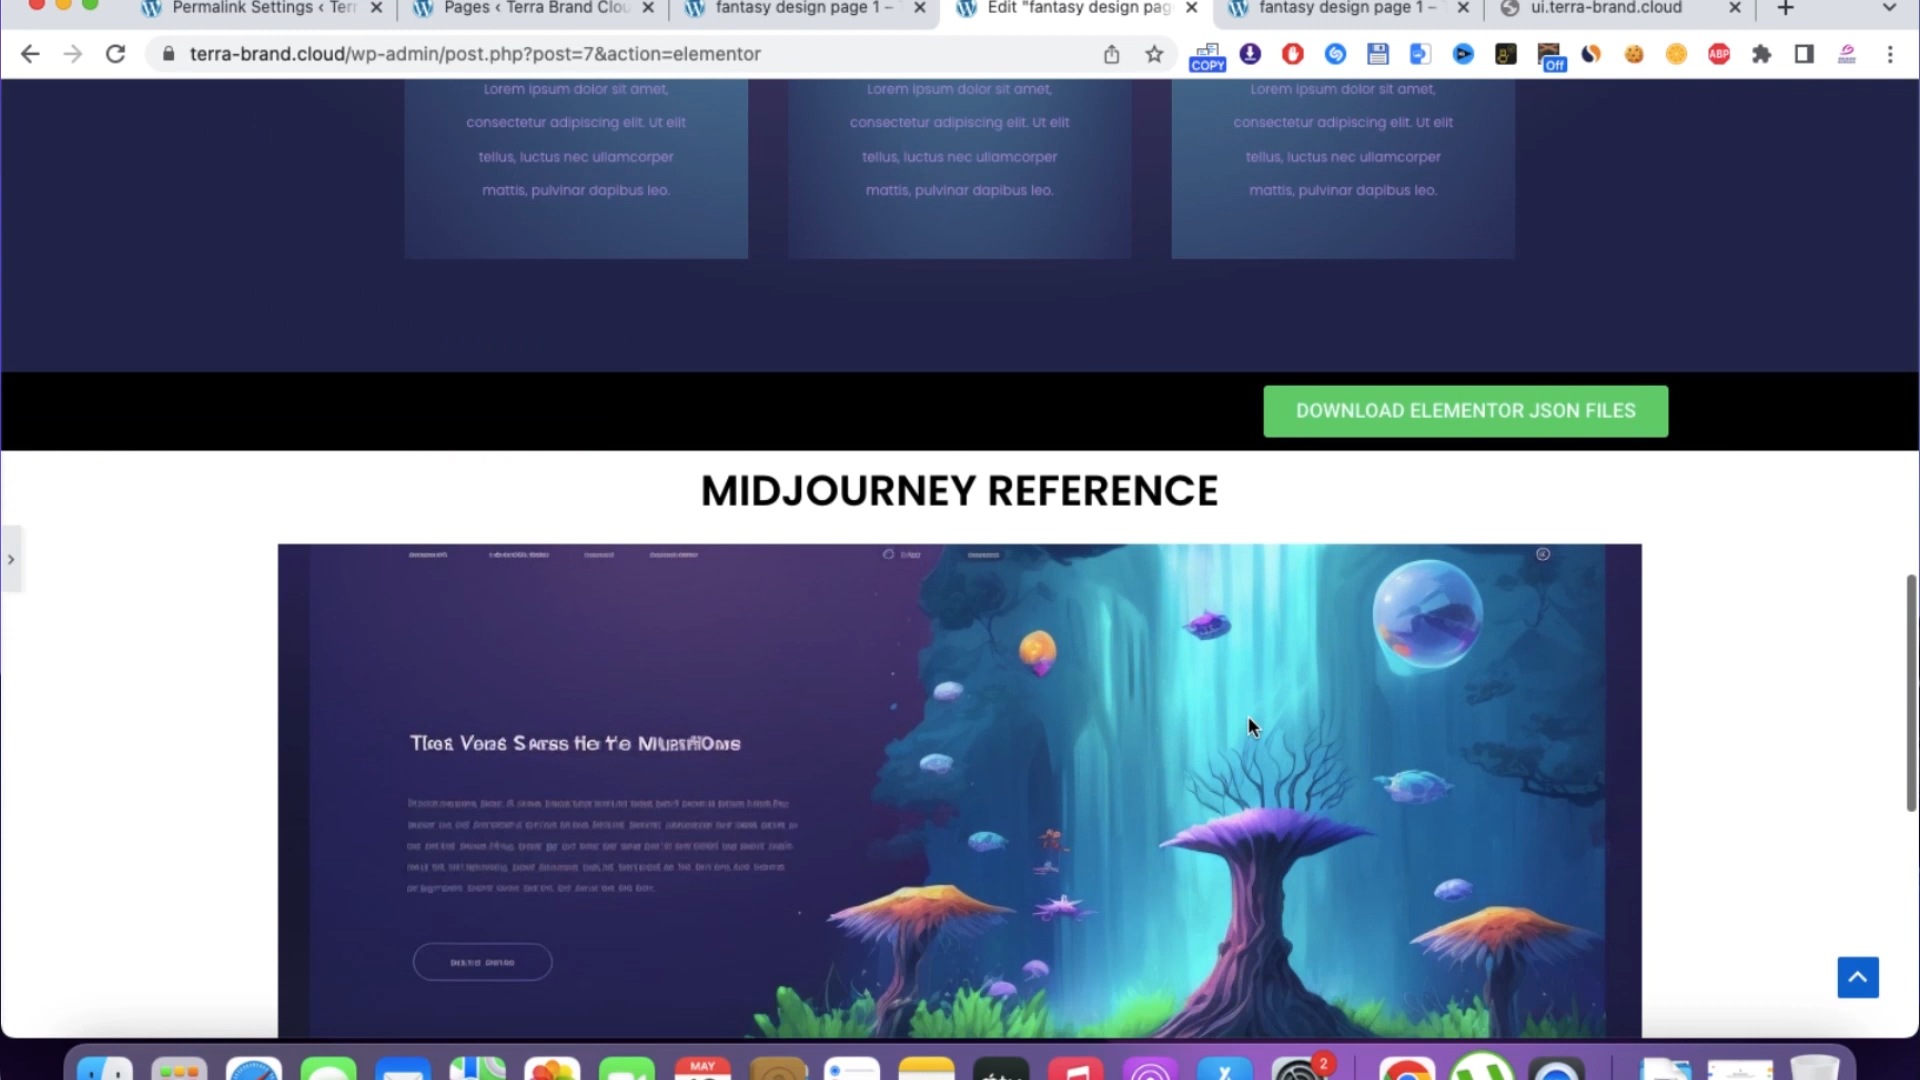 Permalink Settings ‹ Terr
Pages ‹ Terra Brand Clou
fantasy design page 1 –
Edit "fantasy design pag
fantasy design page 1 –
ui.terra-brand.cloud
terra-brand.cloud/wp-admin/post.php?post=7&action=elementor
COPY
Off
ABP
Lorem ipsum dolor sit amet,
consectetur adipiscing elit. Ut elit
tellus, luctus nec ullamcorper
mattis, pulvinar dapibus leo.
Lorem ipsum dolor sit amet,
consectetur adipiscing elit. Ut elit
tellus, luctus nec ullamcorper
mattis, pulvinar dapibus leo.
Lorem ipsum dolor sit amet,
consectetur adipiscing elit. Ut elit
tellus, luctus nec ullamcorper
mattis, pulvinar dapibus leo.
DOWNLOAD ELEMENTOR JSON FILES
MIDJOURNEY REFERENCE
MAY
2